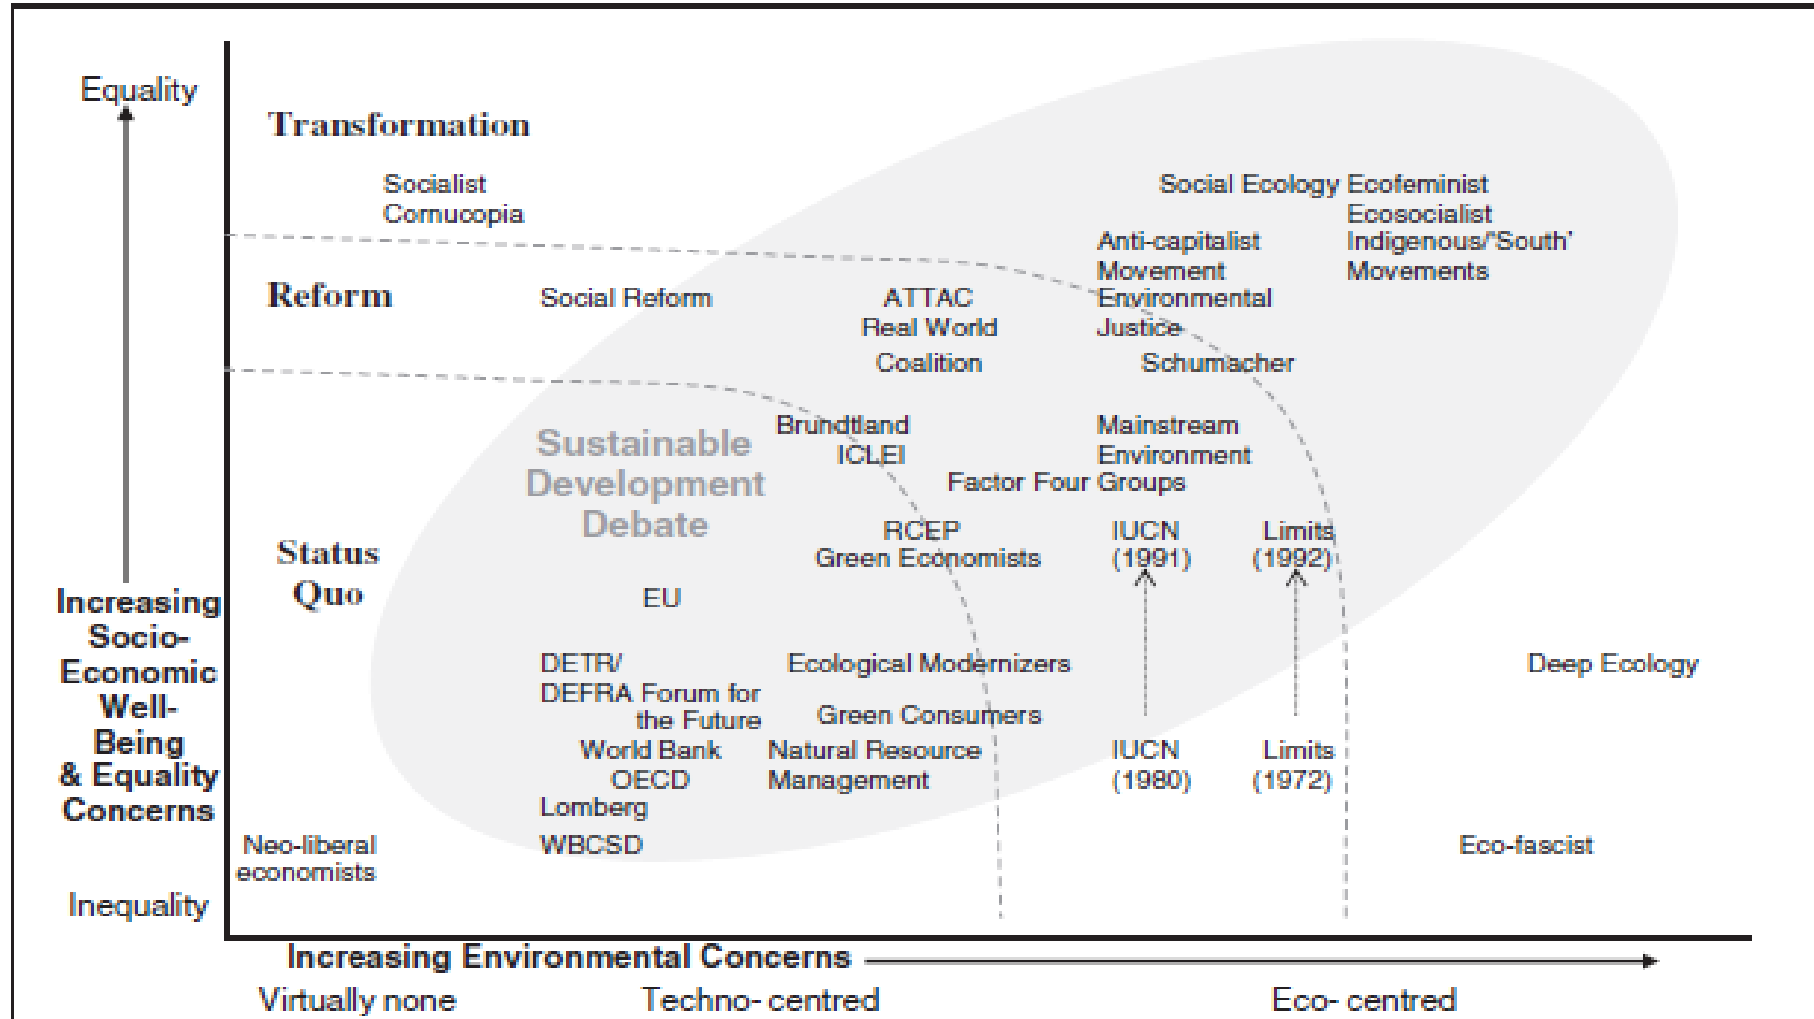 Equality
Transformation
Socialist
Cornucopia
Social Ecology Ecofeminist
Ecosocialist
Anti-capitalist
Indigenous/'South'
Movement
Movements
Reform
Social Reform
ATTAC
Environmental
Real World
Justice
Coalition
Schumacher
Brundtland
Mainstream
ICLEI
Environment
Sustainable
Development
Debate
Factor Four Groups
RCEP
IUCN
Limits
Green Economists
(1991)
(1992)
Status
Quo
EU
Increasing
Socio-
Economic
Well-
Being
& Equality
Concerns
DETR/
Ecological Modernizers
Deep Ecology
DEFRA Forum for
the Future
Green Consumers
World Bank
Natural Resource
IUCN
Limits
OECD
Management
(1980)
(1972)
Lomberg
Neo-liberal
economists
WBCSD
Eco-fascist
Inequality
Increasing Environmental Concerns
Virtually none
Techno- centred
Eco- centred